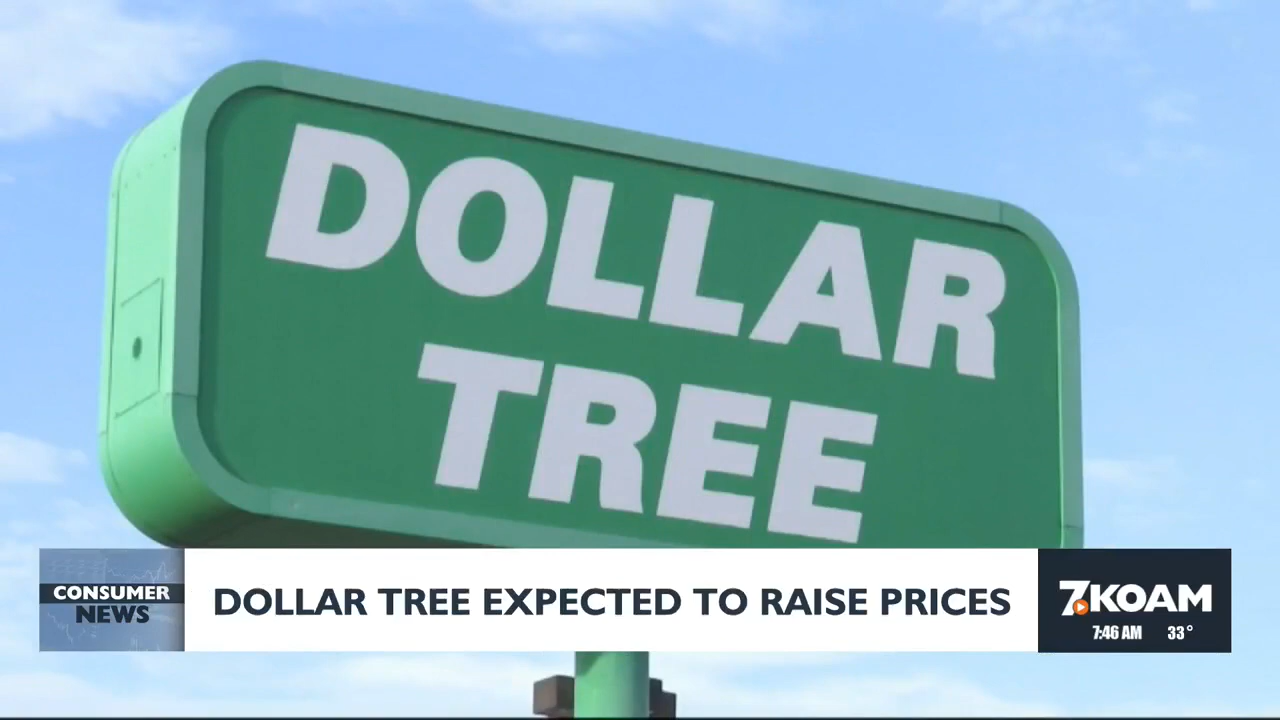 DOLLAR
TREE
CONSUMER
NEWS
DOLLAR TREE EXPECTED TO RAISE PRICES
7KOAM
7:46 AM 33°